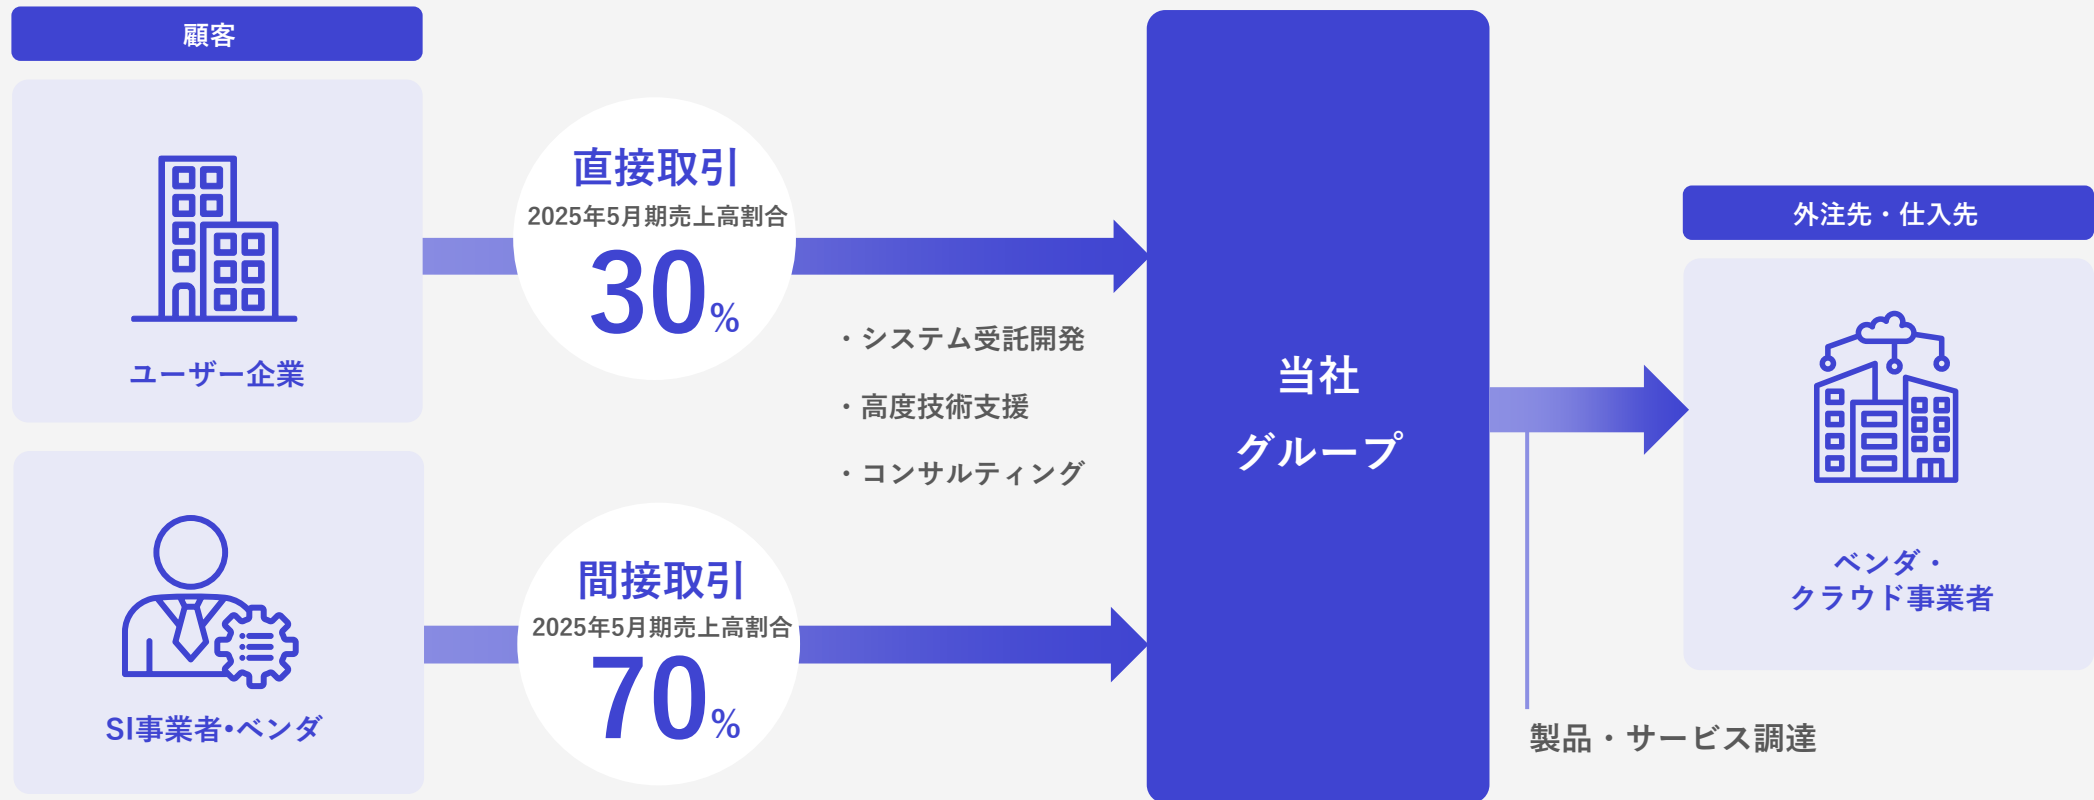 顧客
ユーザー企業
SI事業者・ベンダ
直接取引
2025年5月期売上高割合
30%
・システム受託開発
・高度技術支援
・コンサルティング
間接取引
2025年5月期売上高割合
70%
当社
グループ
製品・サービス調達
外注先・仕入先
ベンダ・
クラウド事業者